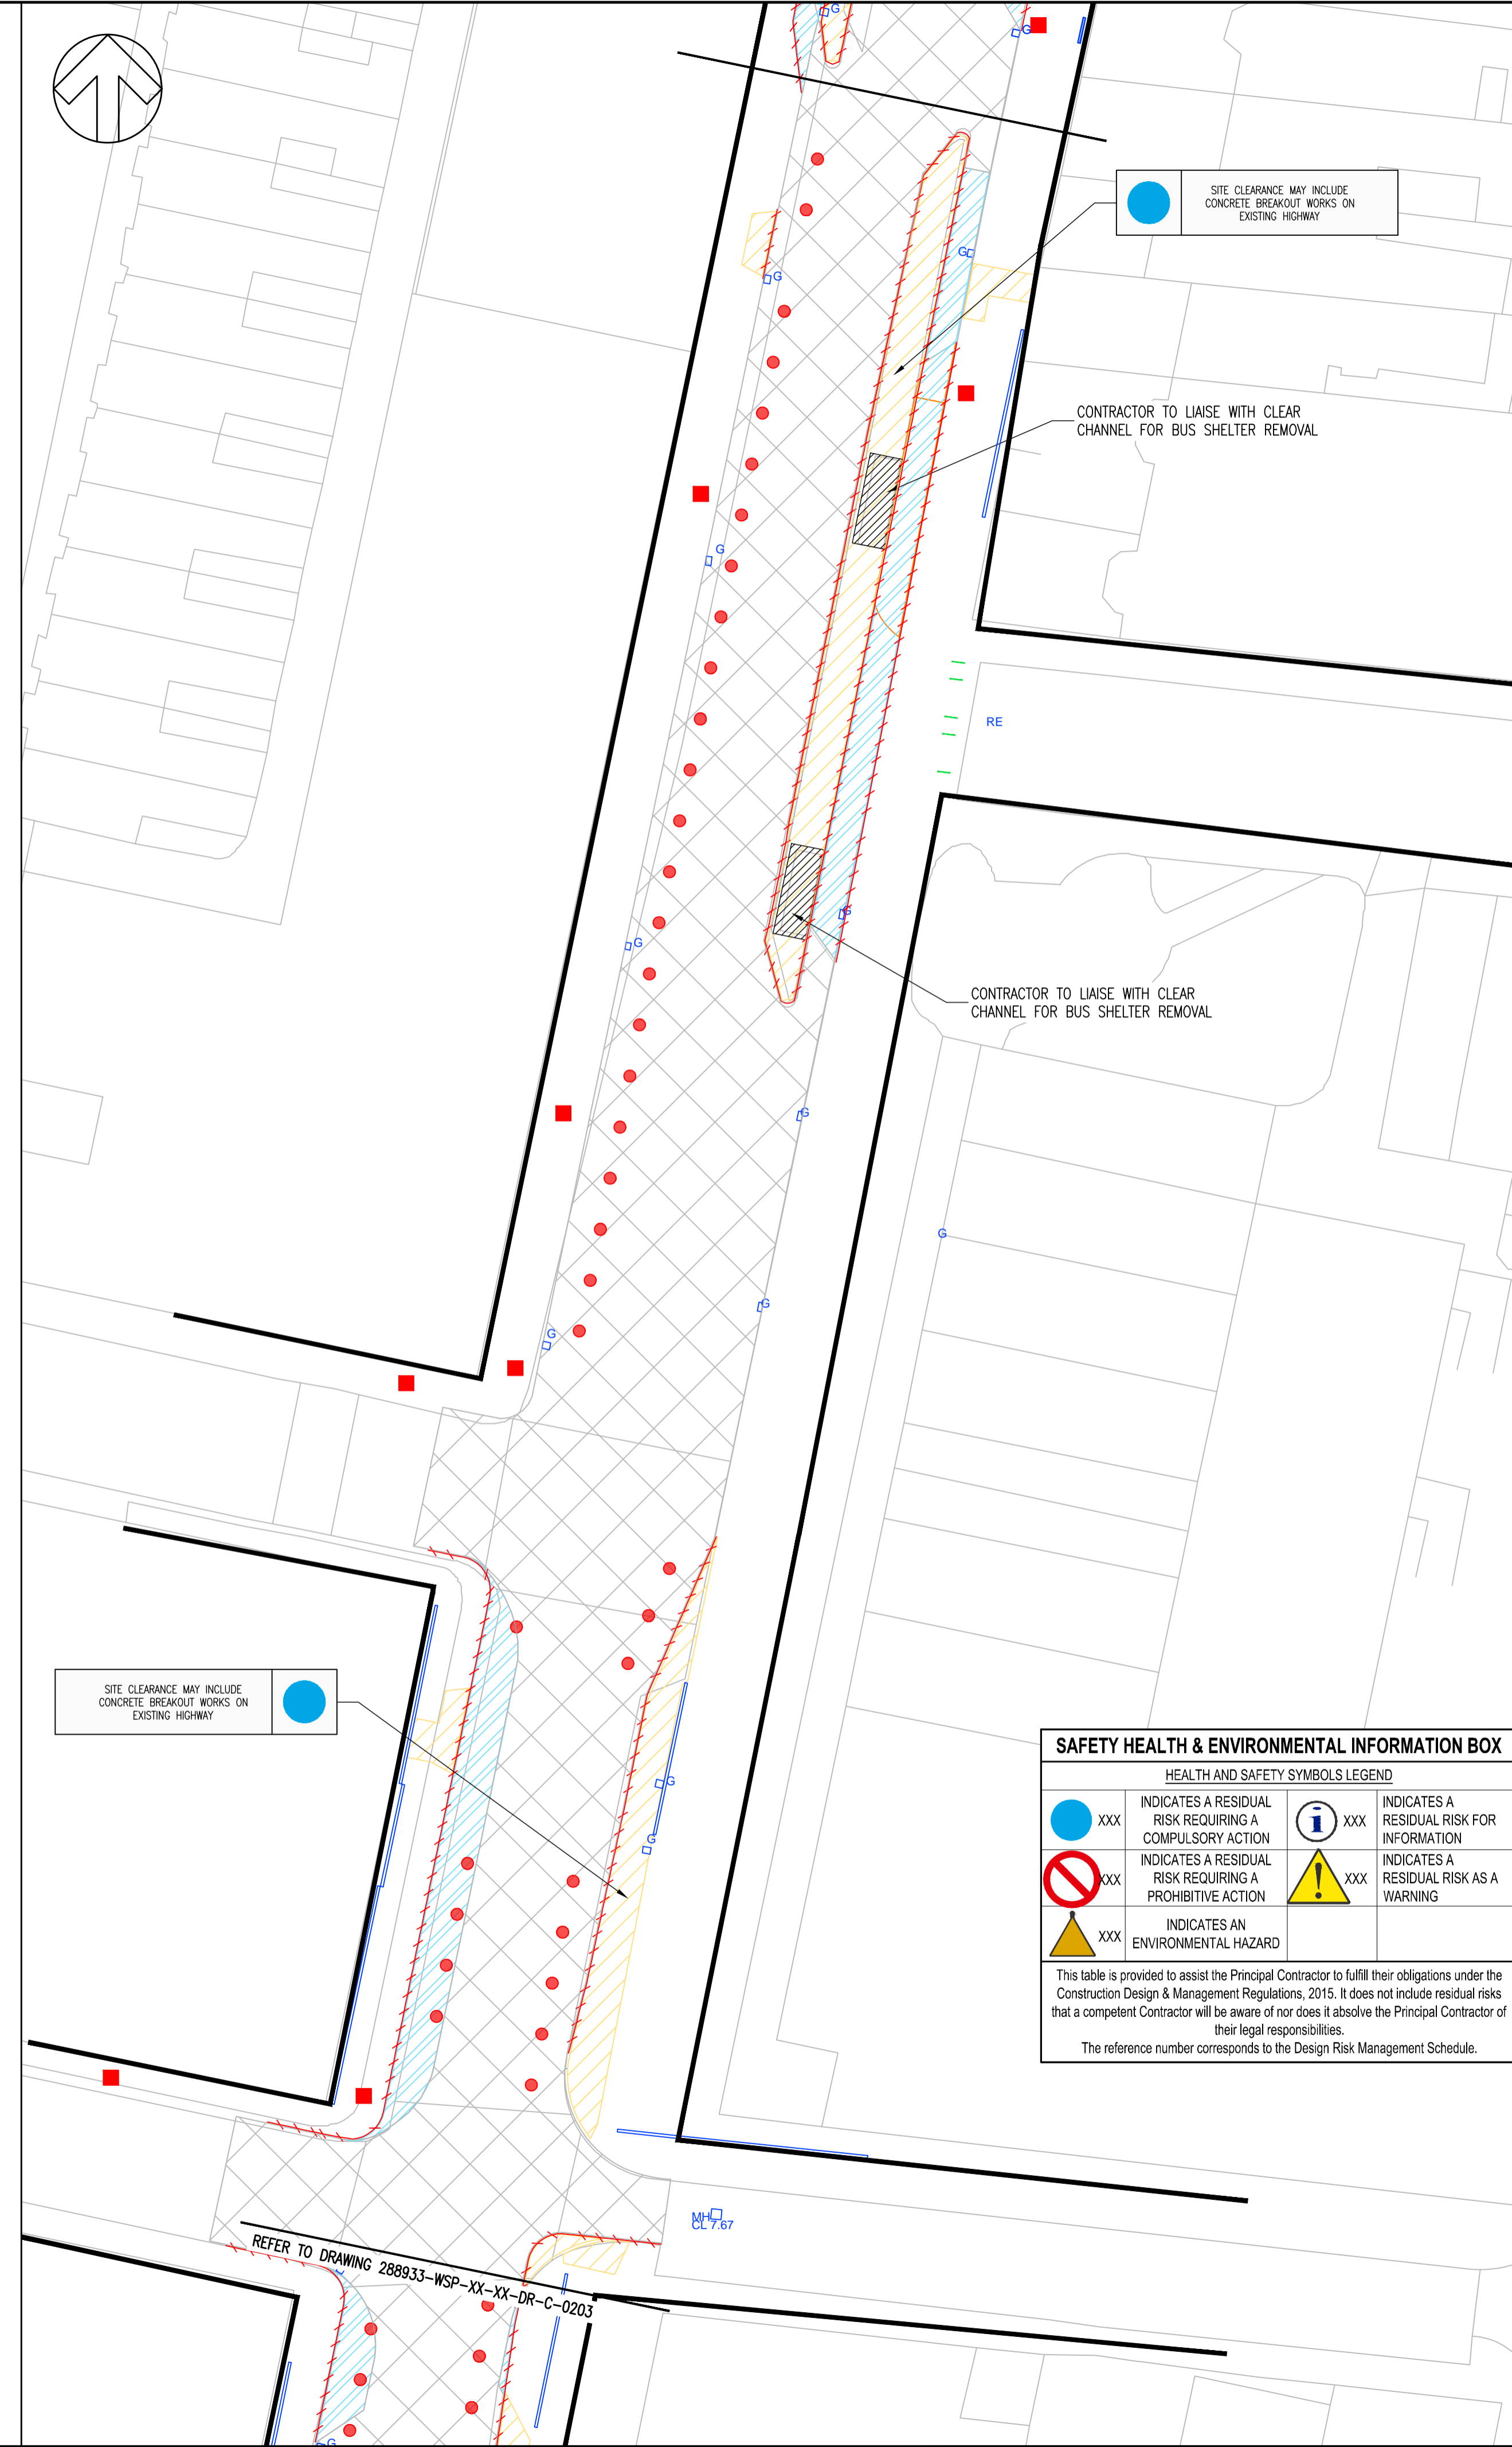 G
G
SITE CLEARANCE MAY INCLUDE
CONCRETE BREAKOUT WORKS ON
EXISTING HIGHWAY
G
G
CONTRACTOR TO LIAISE WITH CLEAR
CHANNEL FOR BUS SHELTER REMOVAL
G
RE
G
G
CONTRACTOR TO LIAISE WITH CLEAR
CHANNEL FOR BUS SHELTER REMOVAL
G
G
G
G
SITE CLEARANCE MAY INCLUDE
CONCRETE BREAKOUT WORKS ON
EXISTING HIGHWAY
G
G
SAFETY HEALTH & ENVIRONMENTAL INFORMATION BOX
HEALTH AND SAFETY SYMBOLS LEGEND
XXX
INDICATES A RESIDUAL
RISK REQUIRING A
COMPULSORY ACTION
i
XXX
INDICATES A
RESIDUAL RISK FOR
INFORMATION
XXX
INDICATES A RESIDUAL
RISK REQUIRING A
PROHIBITIVE ACTION
!
XXX
INDICATES A
RESIDUAL RISK AS A
WARNING
XXX
INDICATES AN
ENVIRONMENTAL HAZARD
This table is provided to assist the Principal Contractor to fulfill their obligations under the
Construction Design & Management Regulations, 2015. It does not include residual risks
that a competent Contractor will be aware of nor does it absolve the Principal Contractor of
their legal responsibilities.
The reference number corresponds to the Design Risk Management Schedule.
MH
CL 7.67
REFER TO DRAWING 288933-WSP-XX-XX-DR-C-0203
G